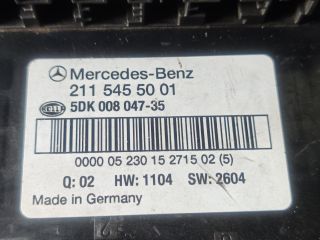 Mercedes-Benz
211 545 50 01
HELLA 5DK 008 047-35
0000 05 230 15 2715 02 (5)
Q: 02 HW: 1104 SW: 2604
Made in Germany